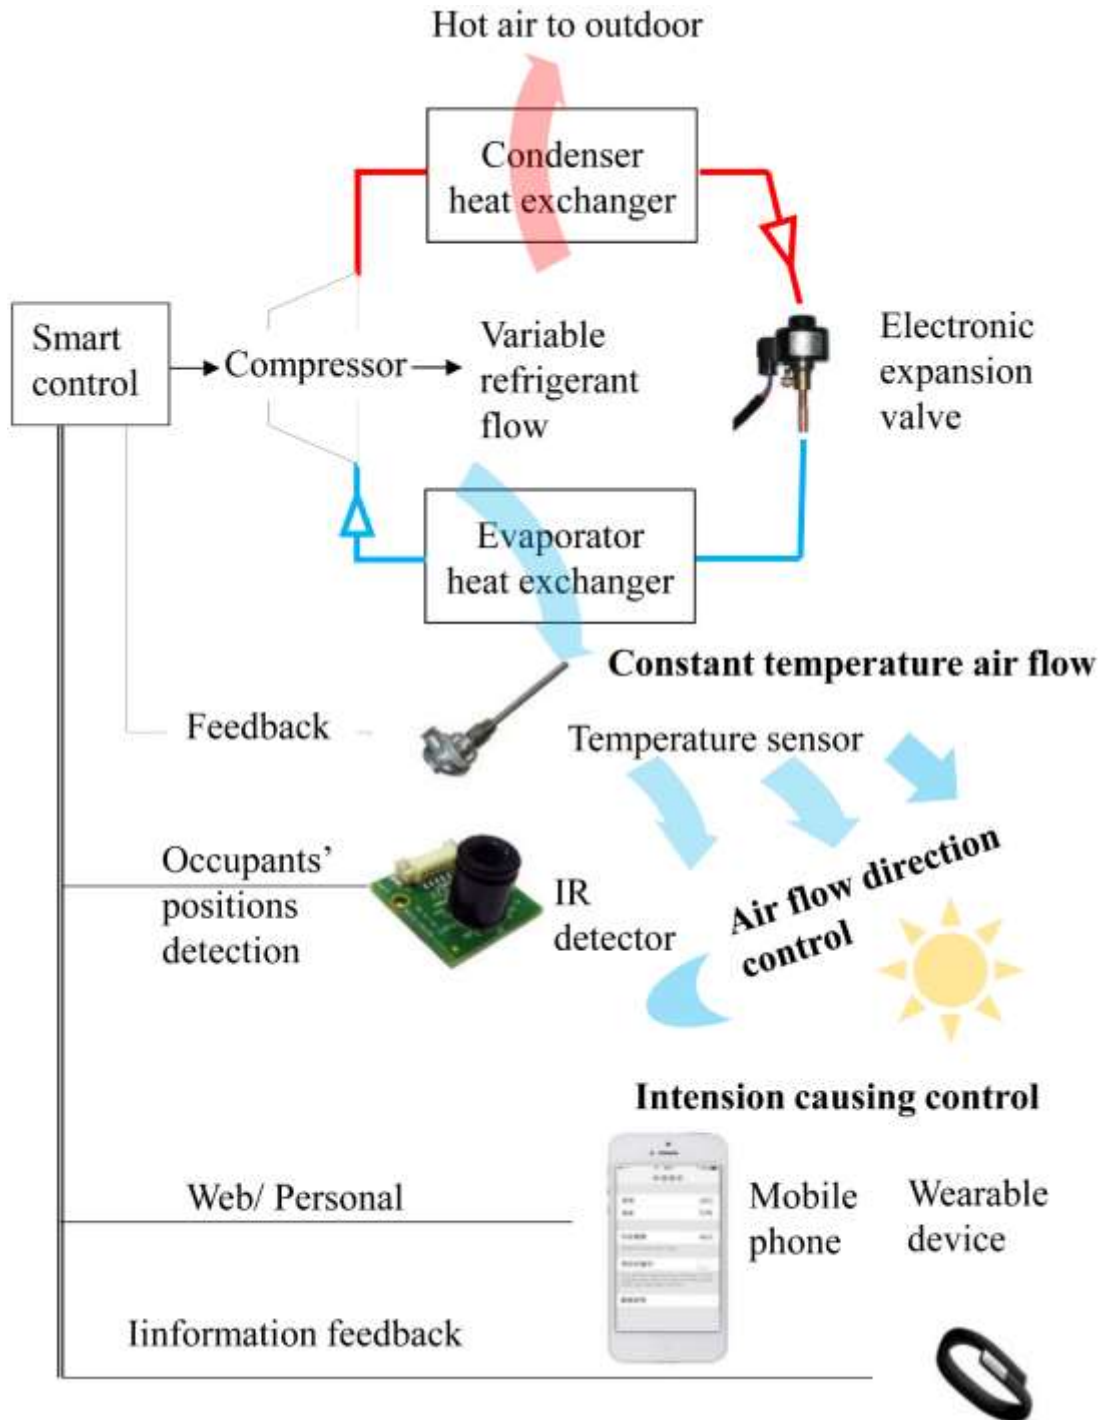 Hot air to outdoor
Condenser
heat exchanger
Smart
control
Compressor
Variable
refrigerant
flow
Electronic
expansion
valve
Evaporator
heat exchanger
Constant temperature air flow
Feedback
Temperature sensor
Occupants’
positions
detection
IR
detector
Air flow direction
control
Intension causing control
Web/ Personal
Mobile
phone
Wearable
device
Iinformation feedback